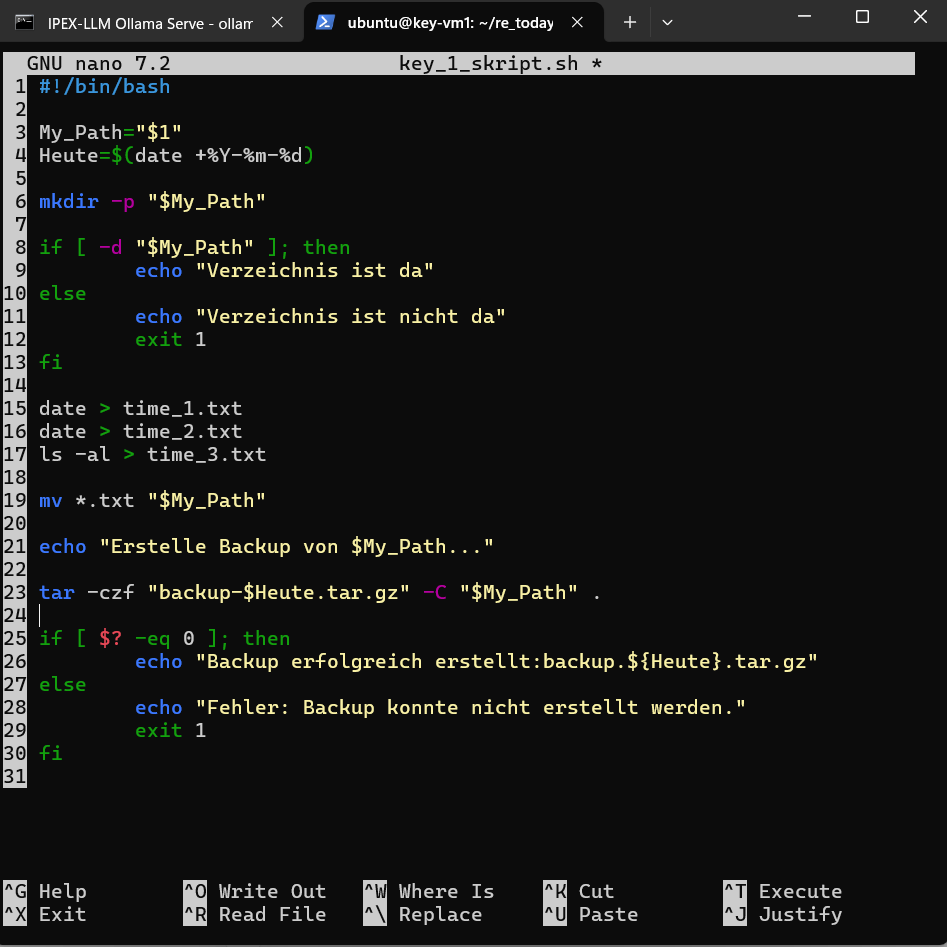 IPEX-LLM Ollama Serve - ollam
ubuntu@key-vm1: ~/re_today
GNU nano 7.2 key_1_skript.sh *
1 #!/bin/bash
2
3 My_Path="$1"
4 Heute=$(date +%Y-%m-%d)
5
6 mkdir -p "$My_Path"
7
8 if [ -d "$My_Path" ]; then
9 echo "Verzeichnis ist da"
10 else
11 echo "Verzeichnis ist nicht da"
12 exit 1
13 fi
14
15 date > time_1.txt
16 date > time_2.txt
17 ls -al > time_3.txt
18
19 mv *.txt "$My_Path"
20
21 echo "Erstelle Backup von $My_Path..."
22
23 tar -czf "backup-$Heute.tar.gz" -C "$My_Path" .
24
25 if [ $? -eq 0 ]; then
26 echo "Backup erfolgreich erstellt:backup.${Heute}.tar.gz"
27 else
28 echo "Fehler: Backup konnte nicht erstellt werden."
29 exit 1
30 fi
31
^G Help ^O Write Out ^W Where Is ^K Cut ^T Execute
^X Exit ^R Read File ^\ Replace ^U Paste ^J Justify